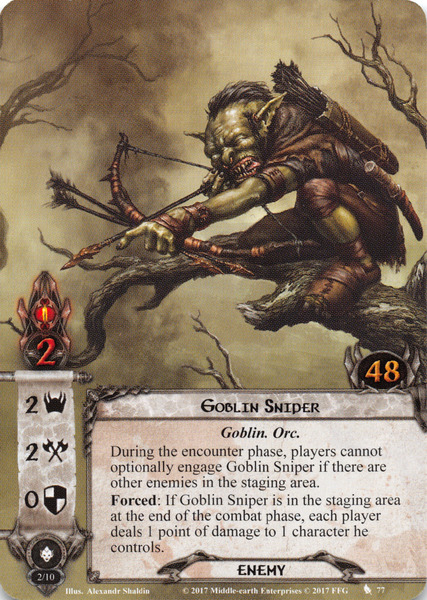 2
48
Goblin Sniper
2
Goblin. Orc.
During the encounter phase, players cannot
optionally engage Goblin Sniper if there are
other enemies in the staging area.
2
Forced: If Goblin Sniper is in the staging area
at the end of the combat phase, each player
deals 1 point of damage to 1 character he
controls.
0
2/10
ENEMY
Illus. Alexandr Shaldin
© 2017 Middle-earth Enterprises © 2017 FFG
77